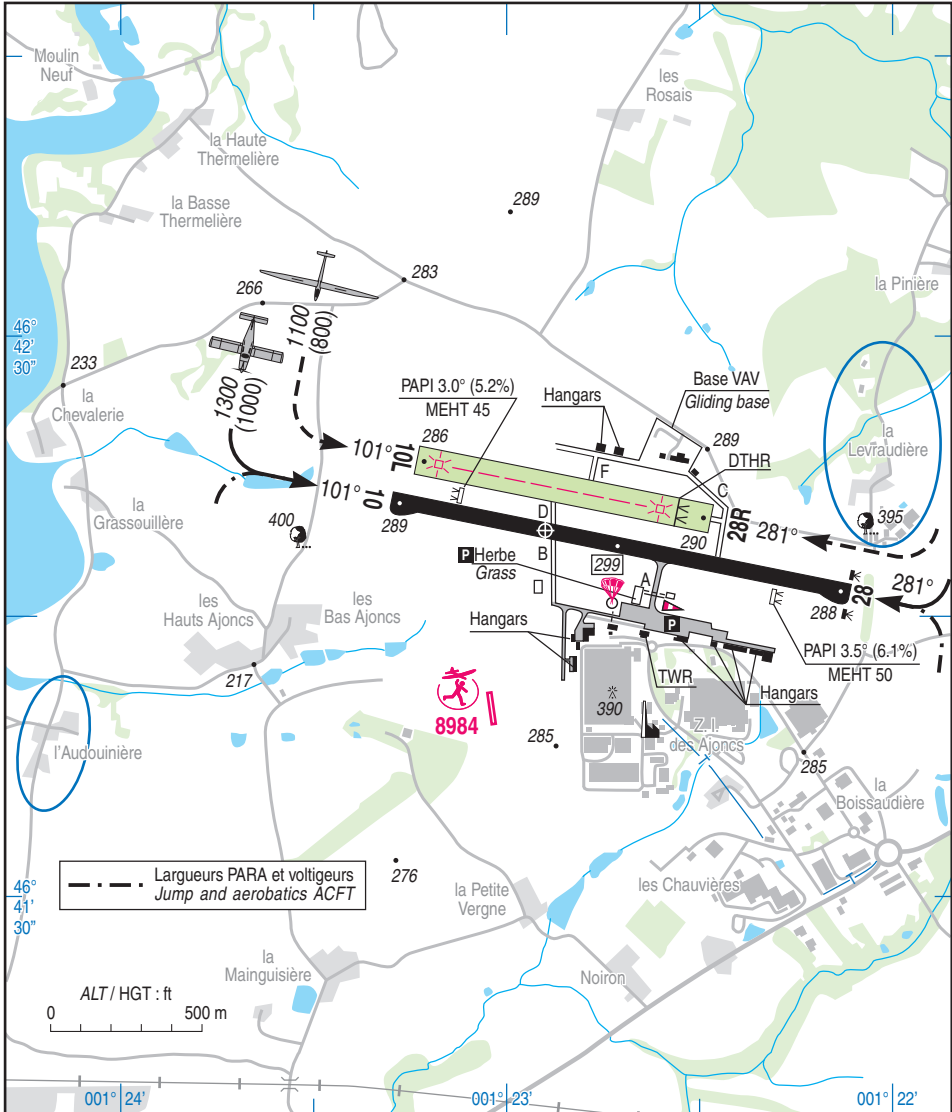 Moulin
Neuf
la Haute
Thermelière
la Basse
Thermelière
les
Rosais
289
283
266
la Pinière
46°
42'
30"
1100
(800)
1300
(1000)
233
la
Chevalerie
PAPI 3.0° (5.2%)
MEHT 45
Hangars
Base VAV
Gliding base
289
DTHR
la
Levraudière
101°
10L
286
F
C
101°
10
289
D
B
290
28R
281°
395
la
Grassouillère
400
P Herbe
Grass
299
A
P
288
28
281°
les
Hauts Ajoncs
les
Bas Ajoncs
Hangars
TWR
Hangars
PAPI 3.5° (6.1%)
MEHT 50
217
8984
390
285
Z. I.
des Ajoncs
285
l'Audouinière
la
Boissaudière
Largueurs PARA et voltigeurs
Jump and aerobatics ACFT
276
46°
41'
30"
la Petite
Vergne
les Chauvières
la
Mainguisière
Noiron
ALT / HGT : ft
0 500 m
001° 24'
001° 23'
001° 22'